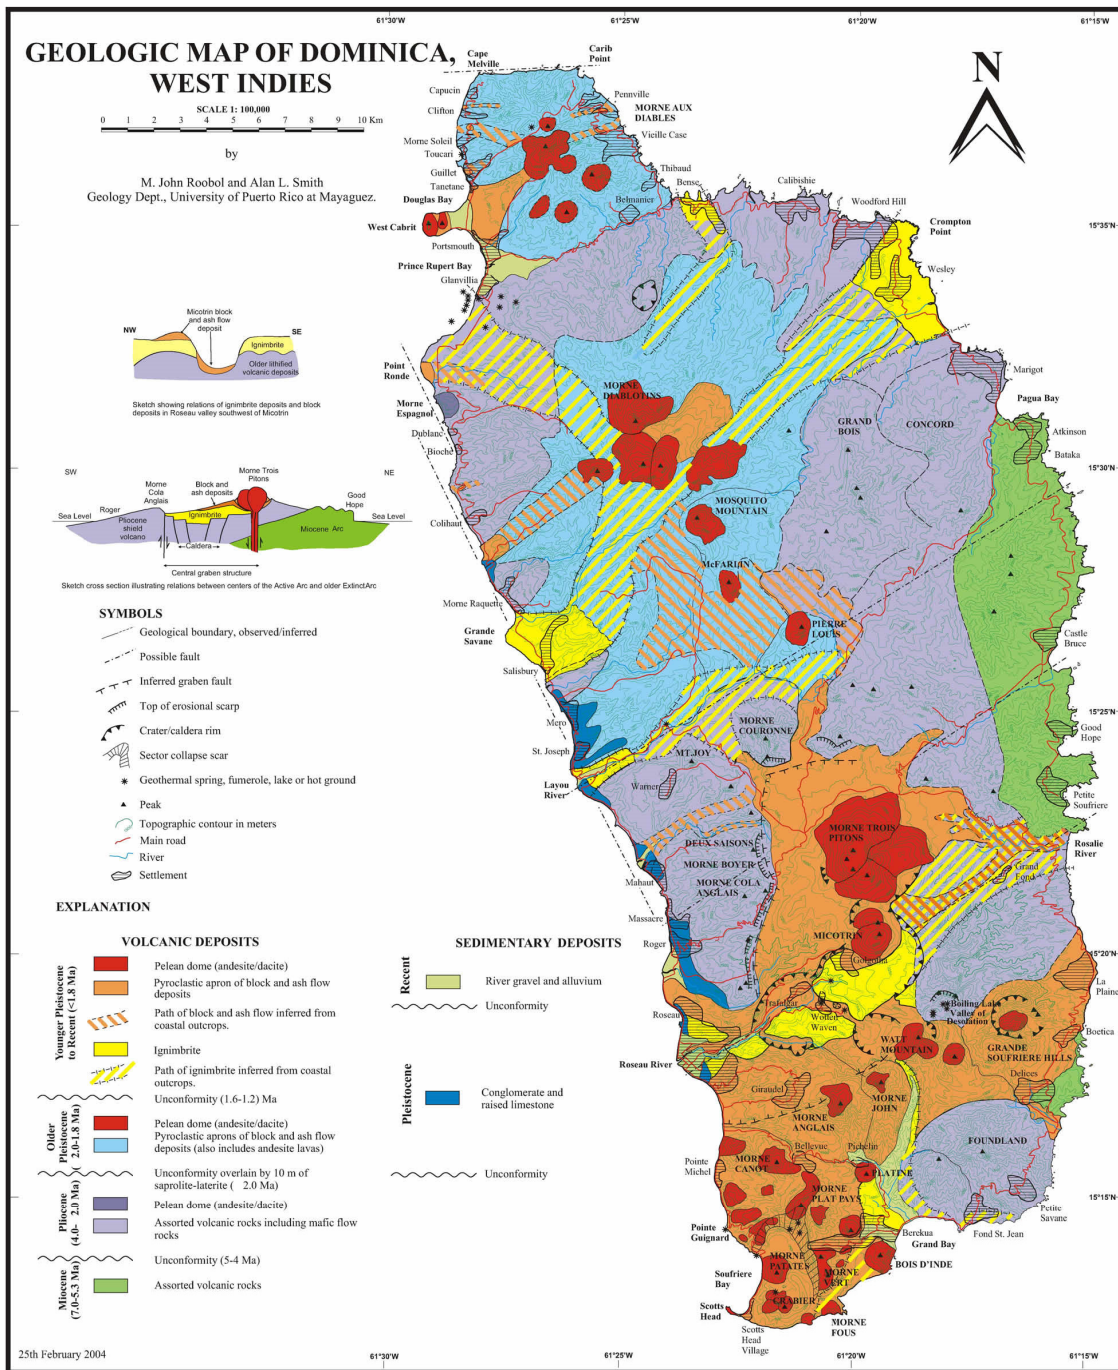 GEOLOGIC MAP OF DOMINICA,
WEST INDIES
SCALE 1: 100,000
0 1 2 3 4 5 6 7 8 9 10 Km
by
M. John Roobol and Alan L. Smith
Geology Dept., University of Puerto Rico at Mayaguez.
61°30'W
61°25'W
61°20'W
61°15'W
N
Cape
Melville
Carib
Point
Capucin
Clifton
Pennville
MORNE AUX
DIABLES
Morne Soleil
Toucari
Vieille Case
Guillet
Tanetane
Thibaud
Bense
Calibishie
Douglas Bay
Belmanier
Woodford Hill
West Cabrit
Crompton
Point
15°35'N
Portsmouth
Prince Rupert Bay
Wesley
Glanvillia
Micotrin block
and ash flow
deposit
NW
SE
Ignimbrite
Older lithified
volcanic deposits
Sketch showing relations of ignimbrite deposits and block
deposits in Roseau valley southwest of Micotrin
Point
Ronde
Marigot
MORNE
DIABLOTINS
Morne
Espagnol
Pagua Bay
GRAND
BOIS
CONCORD
Dublanc
Atkinson
Bioche
Bataka
15°30'N
SW
NE
Morne
Cola
Anglais
Block and
ash deposits
Morne Trois
Pitons
Good
Hope
Roger
Sea Level
Sea Level
Ignimbrite
Pliocene
shield
volcano
Miocene Arc
Caldera
Central graben structure
Sketch cross section illustrating relations between centers of the Active Arc and older ExtinctArc
MOSQUITO
MOUNTAIN
Colihaut
McFARLIN
Morne Raquette
Grande
Savane
PIERRE
LOUIS
Castle
Bruce
Salisbury
15°25'N
Mero
MORNE
COURONNE
Good
Hope
St. Joseph
MT.JOY
Layou
River
Warner
Petite
Soufriere
MORNE TROIS
PITONS
Rosalie
River
DEUX SAISONS
MORNE BOYER
Grand
Fond
Mahaut
MORNE COLA
ANGLAIS
Massacre
MICOTRIN
Roger
Golgotha
15°20'N
La
Plaine
Trafalgar
Boiling Lake
Valley of
Desolation
Roseau
Wotten
Waven
Boetica
WATT
MOUNTAIN
GRANDE
SOUFRIERE HILLS
Roseau River
Delices
Giraudel
MORNE
JOHN
MORNE
ANGLAIS
FOUNDLAND
Bellevue
Pichelin
Pointe
Michel
MORNE
CANOT
PLATINE
MORNE
PLAT PAYS
15°15'N
Petite
Savane
Pointe
Guignard
Berekua
Grand Bay
Fond St. Jean
MORNE
PATATES
MORNE
VERT
BOIS D'INDE
Soufriere
Bay
CRABIER
Scotts
Head
MORNE
FOUS
Scotts
Head
Village
SYMBOLS
Geological boundary, observed/inferred
Possible fault
Inferred graben fault
Top of erosional scarp
Crater/caldera rim
Sector collapse scar
Geothermal spring, fumerole, lake or hot ground
Peak
Topographic contour in meters
Main road
River
Settlement
EXPLANATION
VOLCANIC DEPOSITS
Younger Pleistocene
to Recent (<1.8 Ma)
Pelean dome (andesite/dacite)
Pyroclastic apron of block and ash flow
deposits
Path of block and ash flow inferred from
coastal outcrops.
Ignimbrite
Path of ignimbrite inferred from coastal
outcrops.
Unconformity (1.6-1.2) Ma
Older
Pleistocene
( 2.0-1.8 Ma)
Pelean dome (andesite/dacite)
Pyroclastic aprons of block and ash flow
deposits (also includes andesite lavas)
Unconformity overlain by 10 m of
saprolite-laterite ( 2.0 Ma)
Pliocene
(4.0- 2.0 Ma)
Pelean dome (andesite/dacite)
Assorted volcanic rocks including mafic flow
rocks
Unconformity (5-4 Ma)
Miocene
(7.0-5.3 Ma)
Assorted volcanic rocks
SEDIMENTARY DEPOSITS
Recent
River gravel and alluvium
Unconformity
Pleistocene
Conglomerate and
raised limestone
Unconformity
25th February 2004
61°30'W
61°25'W
61°20'W
61°15'W